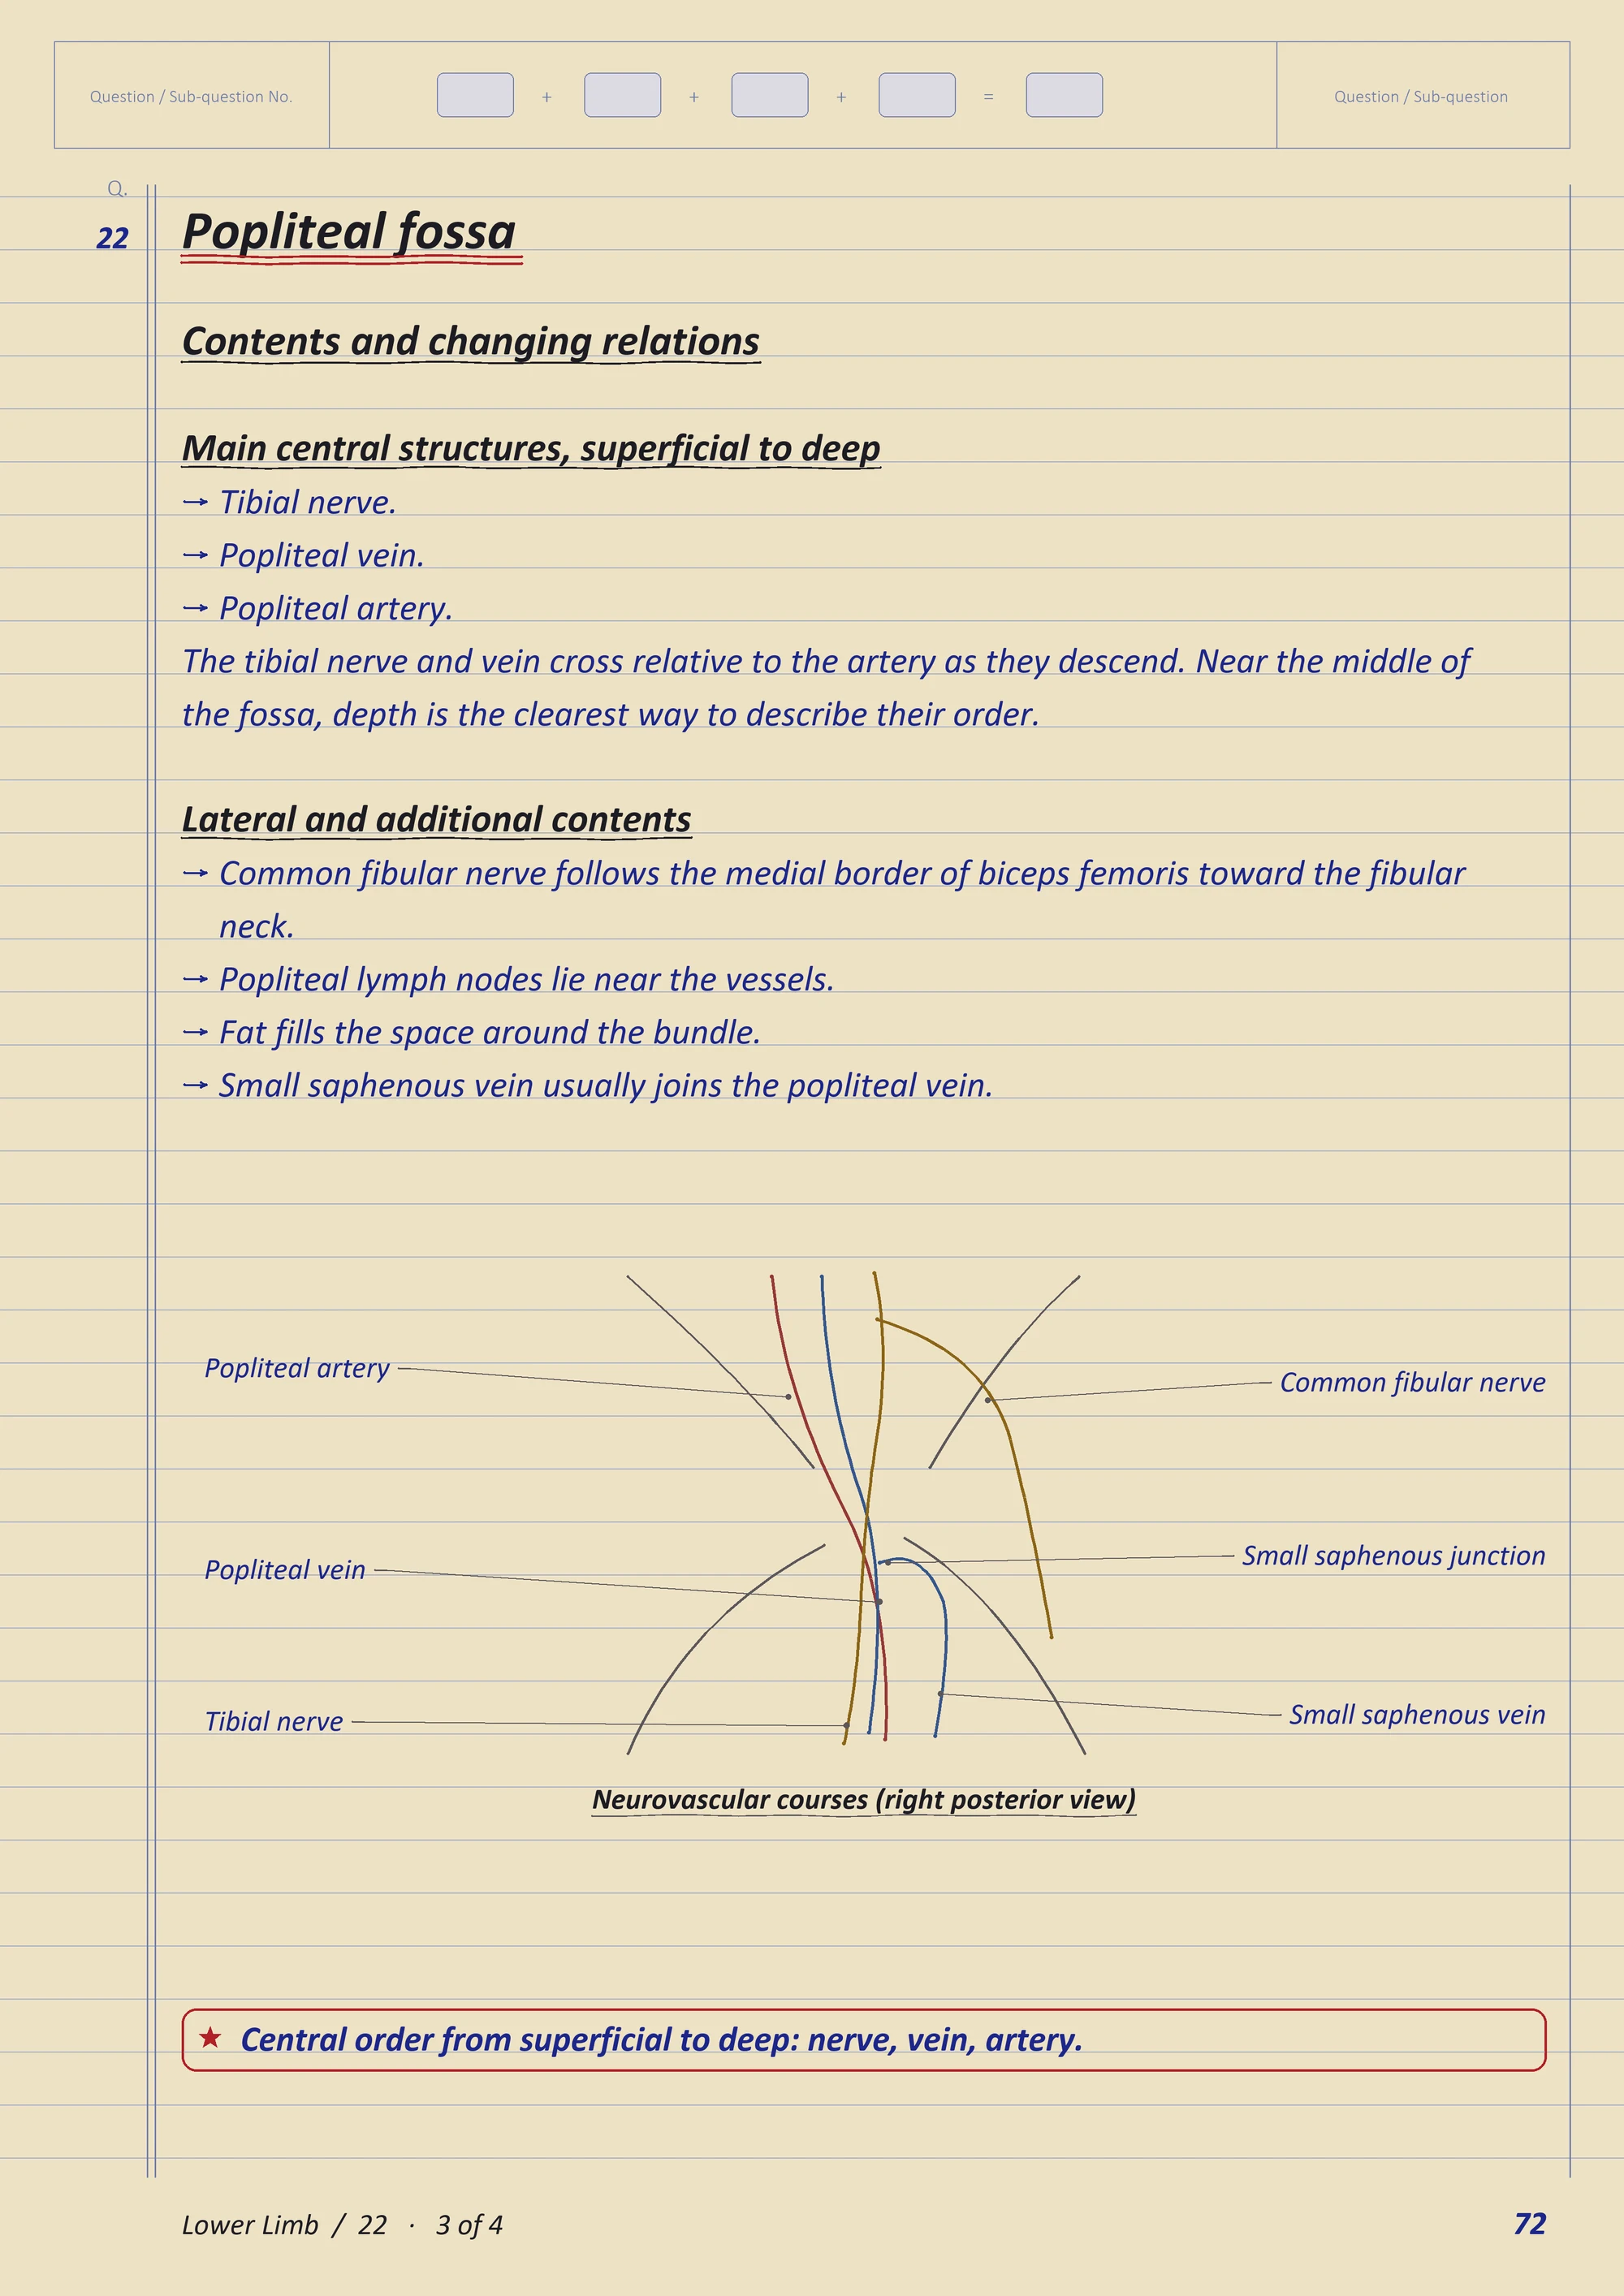 Question / Sub-question No.
+ + + =
Question / Sub-question
Q.
22
Popliteal fossa
Contents and changing relations
Main central structures, superficial to deep
→ Tibial nerve.
→ Popliteal vein.
→ Popliteal artery.
The tibial nerve and vein cross relative to the artery as they descend. Near the middle of
the fossa, depth is the clearest way to describe their order.
Lateral and additional contents
→ Common fibular nerve follows the medial border of biceps femoris toward the fibular
neck.
→ Popliteal lymph nodes lie near the vessels.
→ Fat fills the space around the bundle.
→ Small saphenous vein usually joins the popliteal vein.
Popliteal artery
Common fibular nerve
Small saphenous junction
Popliteal vein
Small saphenous vein
Tibial nerve
Neurovascular courses (right posterior view)
★ Central order from superficial to deep: nerve, vein, artery.
Lower Limb / 22 · 3 of 4
72